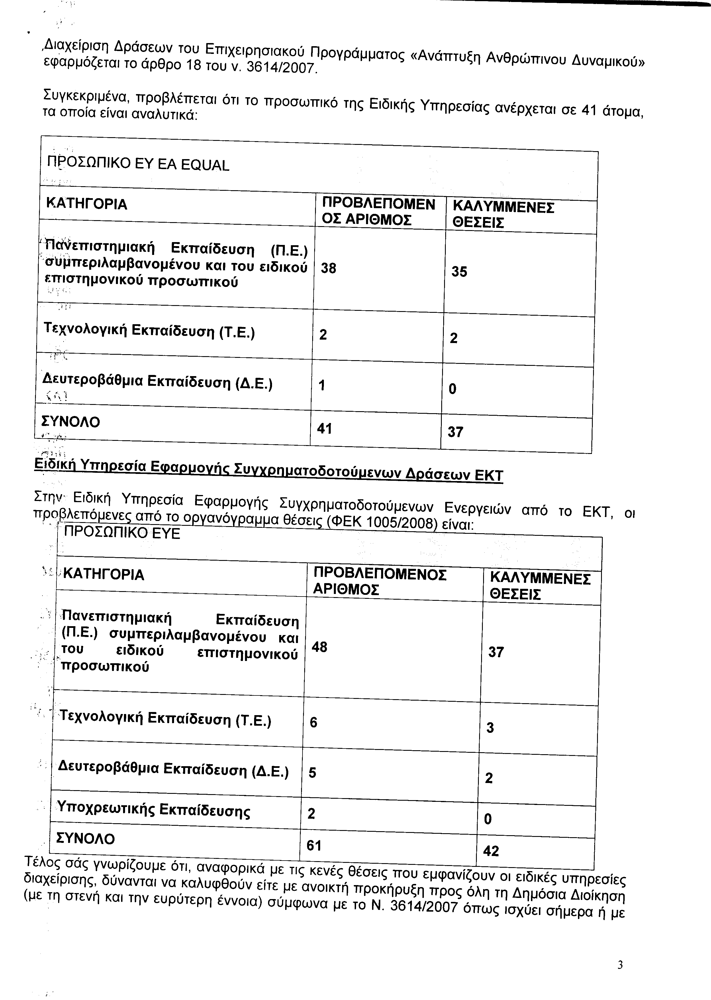 Διαχείριση Δράσεων του Επιχειρησιακού Προγράμματος «Ανάπτυξη Ανθρώπινου Δυναμικού»
εφαρμόζεται το άρθρο 18 του ν. 3614/2007.
Συγκεκριμένα, προβλέπεται ότι το προσωπικό της Ειδικής Υπηρεσίας ανέρχεται σε 41 άτομα,
τα οποία είναι αναλυτικά:
ΠΡΟΣΩΠΙΚΟ ΕΥ ΕΑ EQUAL
ΚΑΤΗΓΟΡΙΑ
ΠΡΟΒΛΕΠΟΜΕΝ
ΟΣ ΑΡΙΘΜΟΣ
ΚΑΛΥΜΜΕΝΕΣ
ΘΕΣΕΙΣ
Πανεπιστημιακή Εκπαίδευση (Π.Ε.)
συμπεριλαμβανομένου και του ειδικού
επιστημονικού προσωπικού
38
35
Τεχνολογική Εκπαίδευση (Τ.Ε.)
2
2
Δευτεροβάθμια Εκπαίδευση (Δ.Ε.)
1
0
ΣΥΝΟΛΟ
41
37
Ειδική Υπηρεσία Εφαρμογής Συγχρηματοδοτούμενων Δράσεων ΕΚΤ
Στην Ειδική Υπηρεσία Εφαρμογής Συγχρηματοδοτούμενων Ενεργειών από το ΕΚΤ, οι
προβλεπόμενες από το οργανόγραμμα θέσεις (ΦΕΚ 1005/2008) είναι:
ΠΡΟΣΩΠΙΚΟ ΕΥΕ
ΚΑΤΗΓΟΡΙΑ
ΠΡΟΒΛΕΠΟΜΕΝΟΣ
ΑΡΙΘΜΟΣ
ΚΑΛΥΜΜΕΝΕΣ
ΘΕΣΕΙΣ
Πανεπιστημιακή Εκπαίδευση
(Π.Ε.) συμπεριλαμβανομένου και
του ειδικού επιστημονικού
προσωπικού
48
37
Τεχνολογική Εκπαίδευση (Τ.Ε.)
6
3
Δευτεροβάθμια Εκπαίδευση (Δ.Ε.)
5
2
Υποχρεωτικής Εκπαίδευσης
2
0
ΣΥΝΟΛΟ
61
42
Τέλος σάς γνωρίζουμε ότι, αναφορικά με τις κενές θέσεις που εμφανίζουν οι ειδικές υπηρεσίες
διαχείρισης, δύνανται να καλυφθούν είτε με ανοικτή προκήρυξη προς όλη τη Δημόσια Διοίκηση
(με τη στενή και την ευρύτερη έννοια) σύμφωνα με το Ν. 3614/2007 όπως ισχύει σήμερα ή με
3